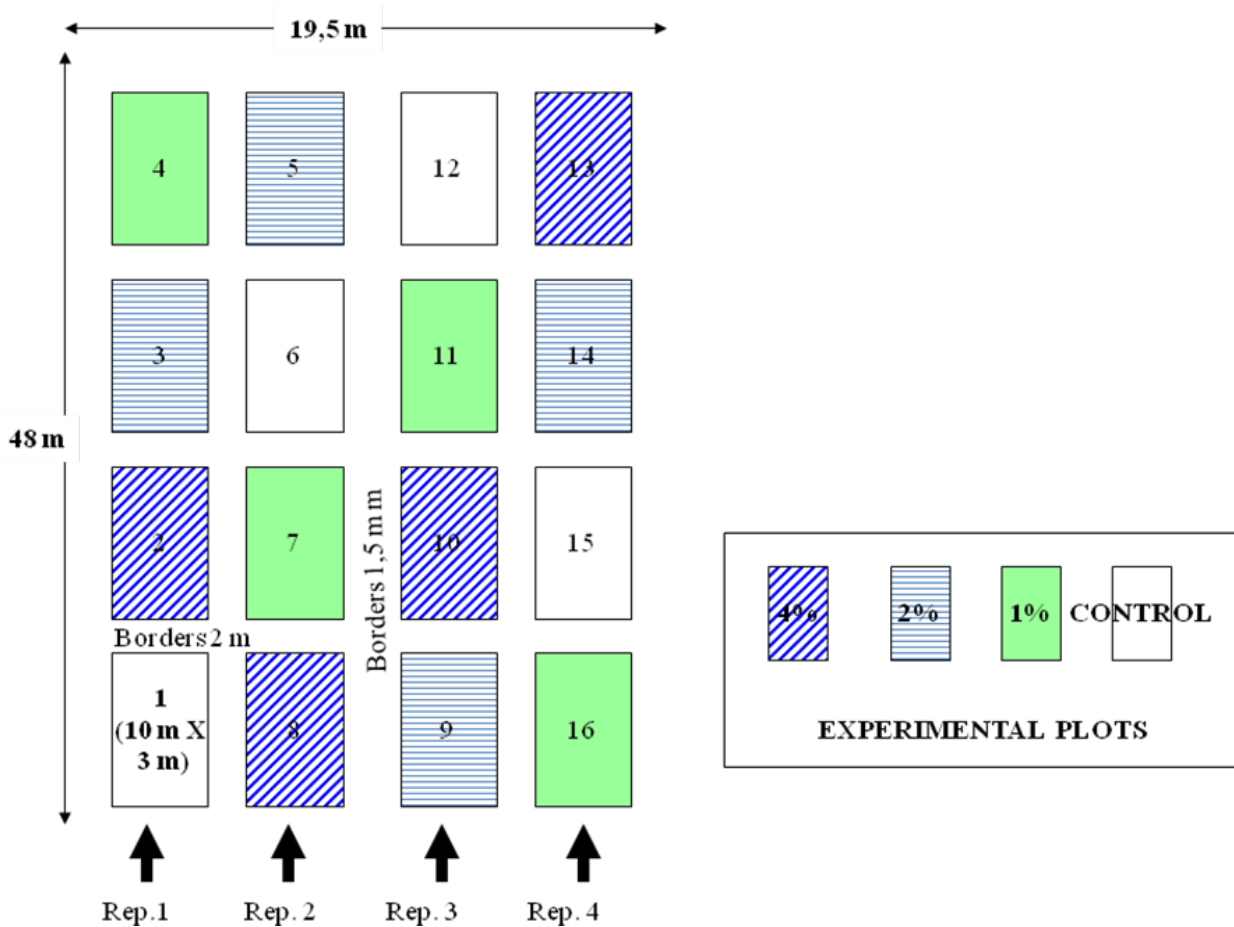 19,5 m
48 m
4
5
12
13
3
6
11
14
2
7
10
15
Borders 2 m
Borders 1,5 m m
1
(10 m X
3 m)
8
9
16
Rep.1
Rep. 2
Rep. 3
Rep. 4
4%
2%
1%
CONTROL
EXPERIMENTAL PLOTS